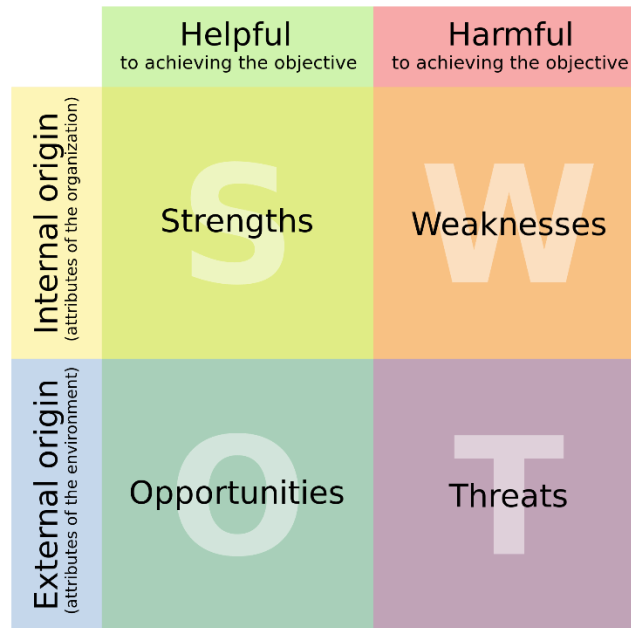 Helpful
to achieving the objective
Harmful
to achieving the objective
Internal origin
(attributes of the organization)
S
Strengths
W
Weaknesses
External origin
(attributes of the environment)
O
Opportunities
T
Threats